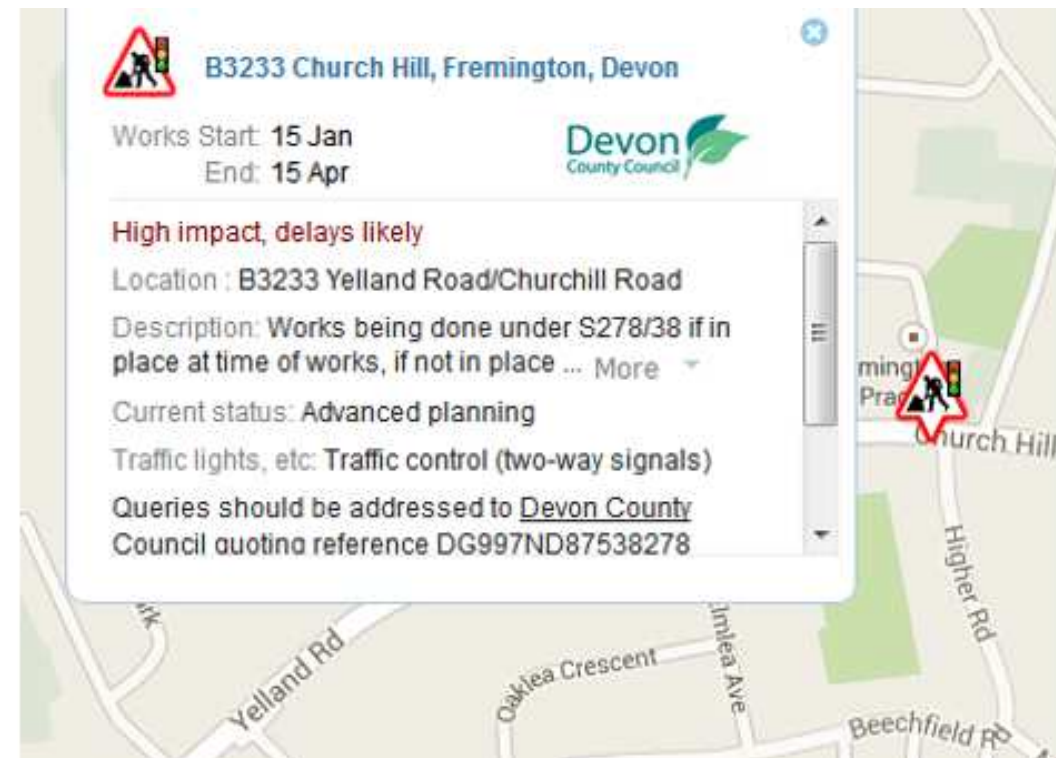 B3233 Church Hill, Fremington, Devon
Works Start: 15 Jan
End: 15 Apr
Devon
County Council
High impact, delays likely
Location : B3233 Yelland Road/Churchill Road
Description: Works being done under S278/38 if in
place at time of works, if not in place ... More
Current status: Advanced planning
Traffic lights, etc: Traffic control (two-way signals)
Queries should be addressed to Devon County
Council quoting reference DG997ND87538278
Church Hill
Higher Rd
Yelland Rd
Oaklea Crescent
Elmlea Ave
Beechfield Rd